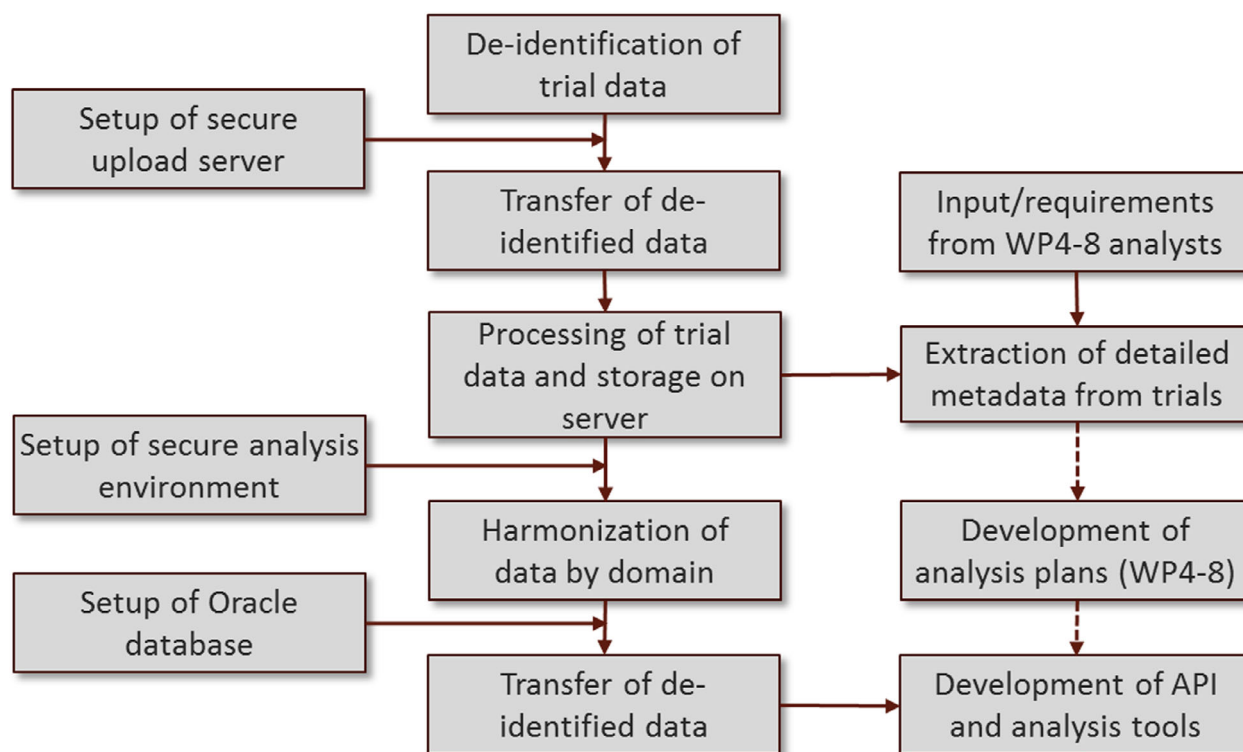 De-identification of
trial data
Setup of secure
upload server
Transfer of de-
identified data
Input/requirements
from WP4-8 analysts
Processing of trial
data and storage on
server
Extraction of detailed
metadata from trials
Setup of secure analysis
environment
Harmonization of
data by domain
Development of
analysis plans (WP4-8)
Setup of Oracle
database
Transfer of de-
identified data
Development of API
and analysis tools